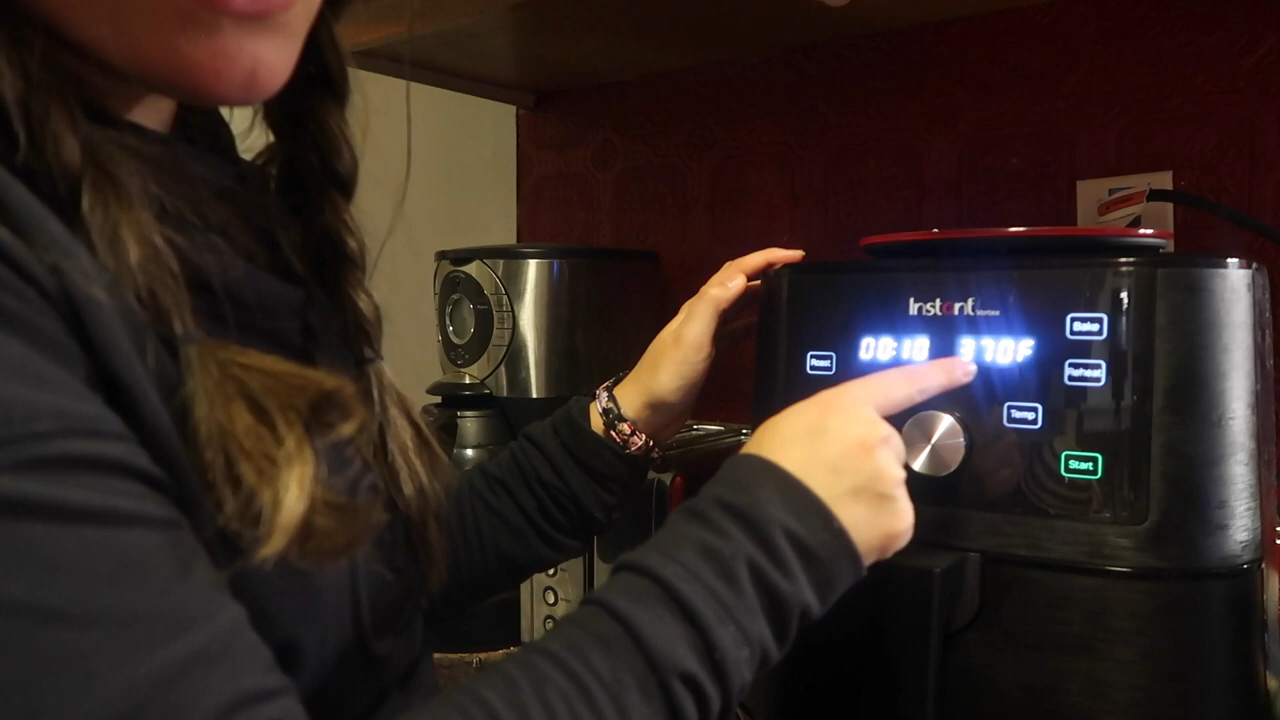 Instant Vortex
00:10 370F
Roast
Bake
Reheat
Temp
Start